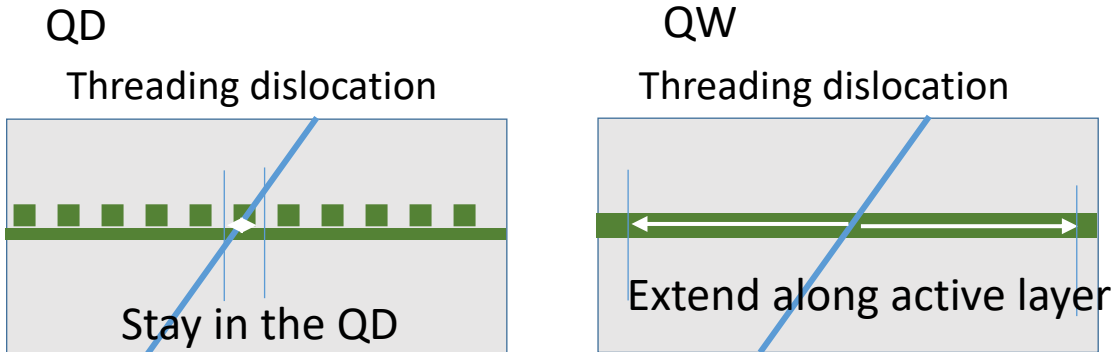 QD
Threading dislocation
Stay in the QD
QW
Threading dislocation
Extend along active layer